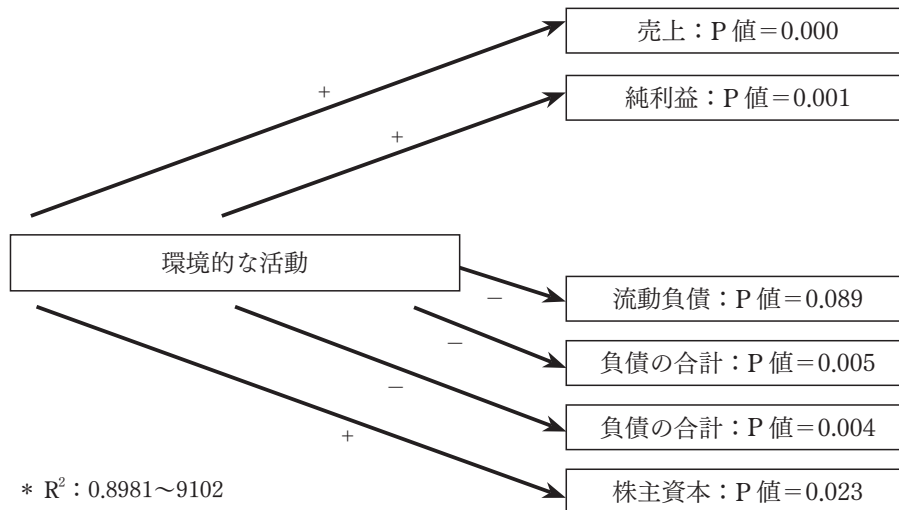 売上：P 値＝0.000
＋
純利益：P 値＝0.001
＋
環境的な活動
－
流動負債：P 値＝0.089
－
負債の合計：P 値＝0.005
－
負債の合計：P 値＝0.004
＋
株主資本：P 値＝0.023
* R²：0.8981～9102